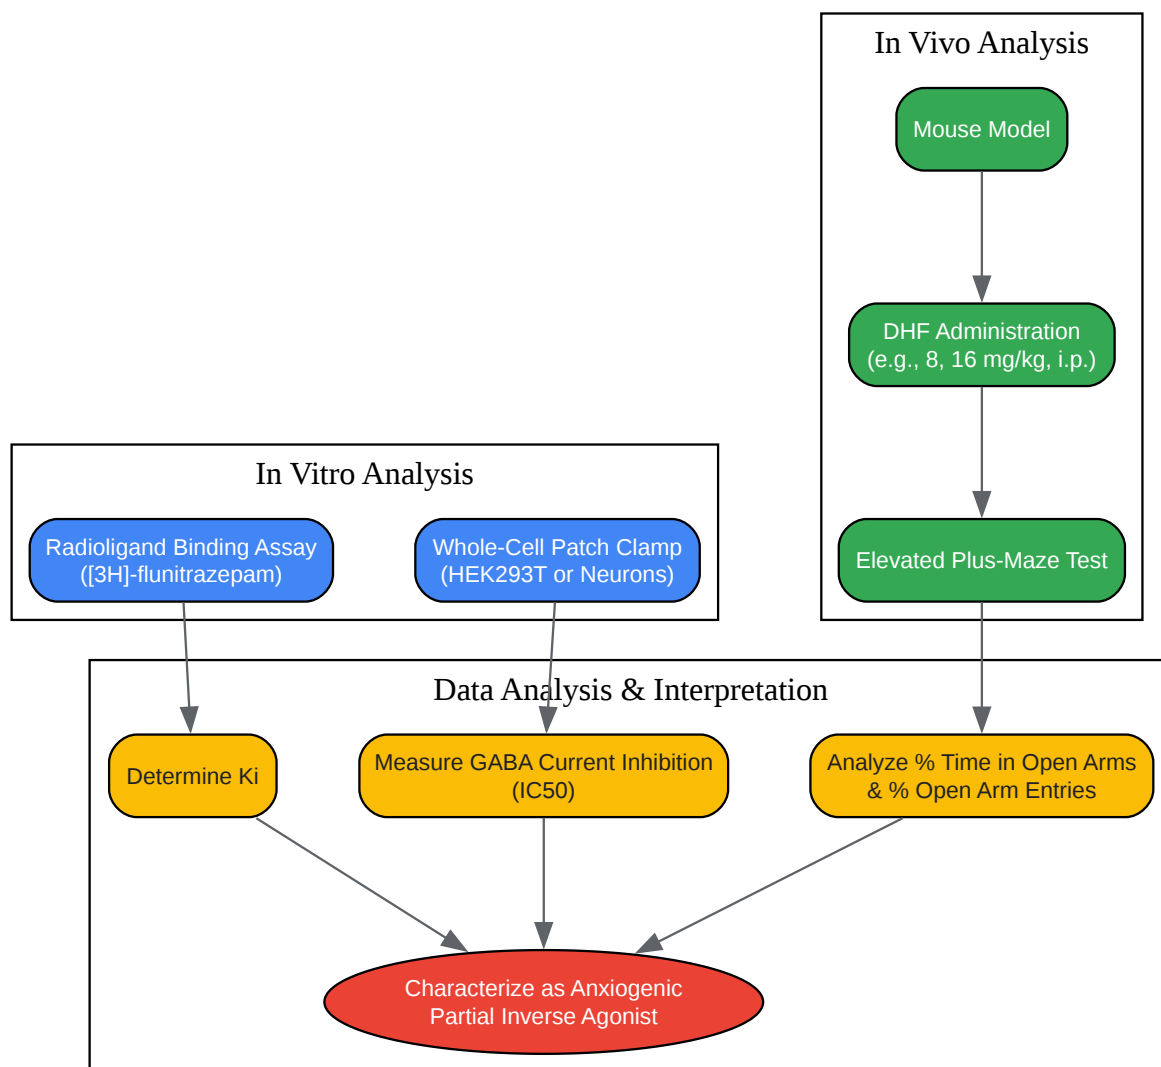 In Vivo Analysis
Mouse Model
DHF Administration
(e.g., 8, 16 mg/kg, i.p.)
Elevated Plus-Maze Test
In Vitro Analysis
Radioligand Binding Assay
([3H]-flunitrazepam)
Whole-Cell Patch Clamp
(HEK293T or Neurons)
Data Analysis & Interpretation
Determine Ki
Measure GABA Current Inhibition
(IC50)
Analyze % Time in Open Arms
& % Open Arm Entries
Characterize as Anxiogenic
Partial Inverse Agonist